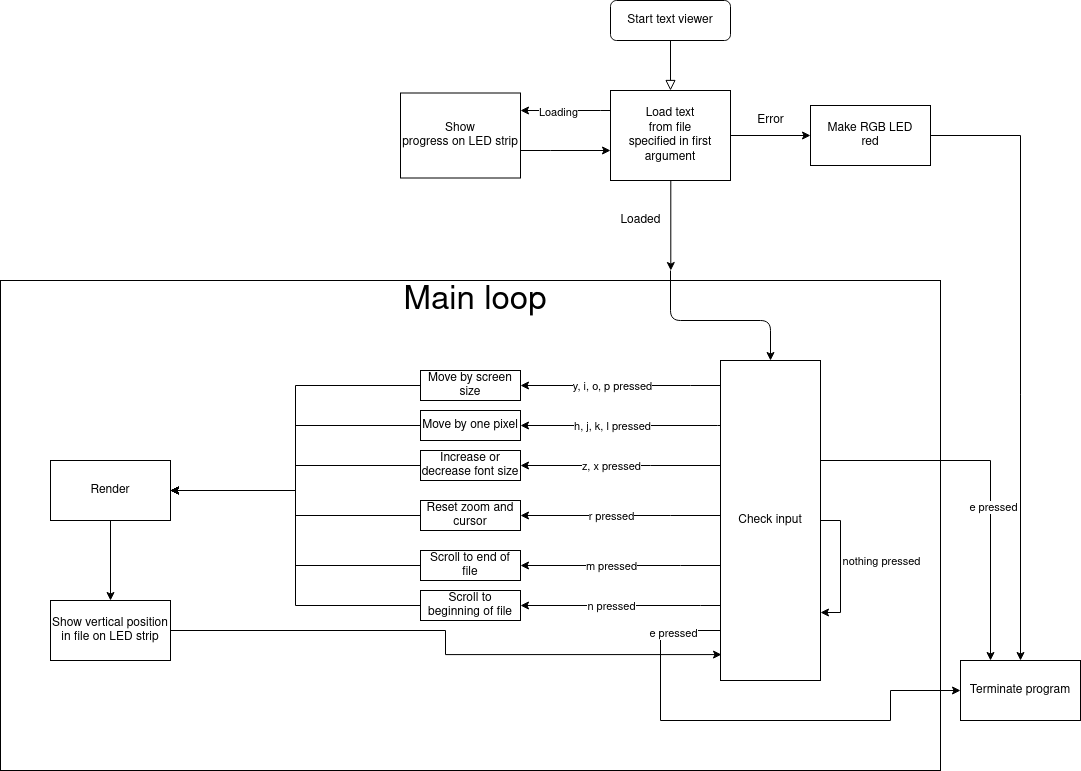 Start text viewer
Show
progress on LED strip
Loading
Load text
from file
specified in first
argument
Error
Make RGB LED
red
Loaded
Main loop
Move by screen
size
y, i, o, p pressed
Move by one pixel
h, j, k, l pressed
Increase or
decrease font size
z, x pressed
Render
Reset zoom and
cursor
r pressed
Check input
e pressed
Scroll to end of
file
m pressed
nothing pressed
Scroll to
beginning of file
n pressed
Show vertical position
in file on LED strip
e pressed
Terminate program